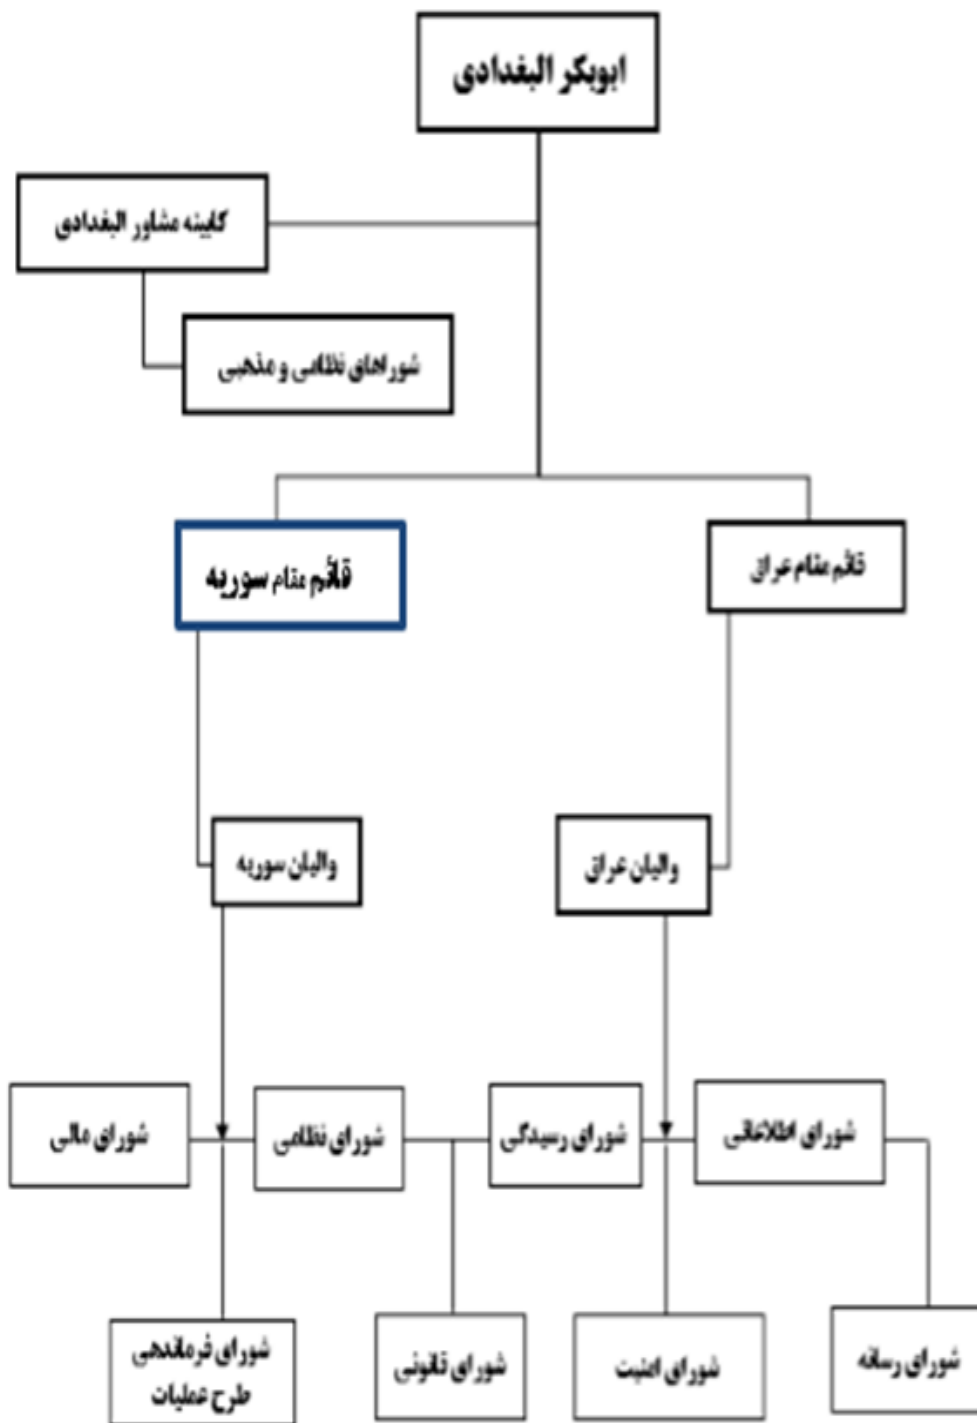 ابوبکر البغدادی
کابینه مشاور البغدادی
شوراهای نظامی و مذهبی
قائم مقام عراق
قائم مقام سوریه
والیان عراق
والیان سوریه
شورای اطلاعاتی
شورای رسیدگی
شورای نظامی
شورای مالی
شورای رسانه
شورای امنیت
شورای قانونی
شورای فرماندهی
طرح عملیات